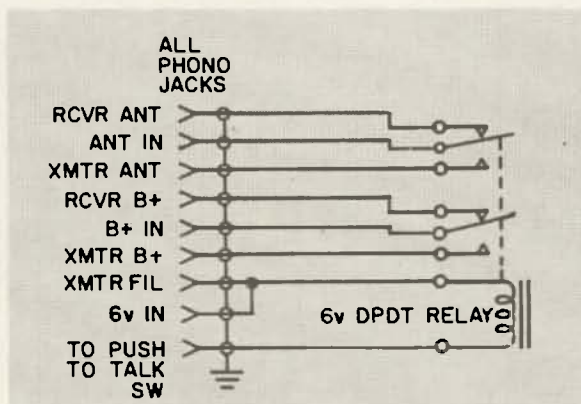 ALL
PHONO
JACKS
RCVR ANT
ANT IN
XMTR ANT
RCVR B+
B+ IN
XMTR B+
XMTR FIL
6v IN
6v DPDT RELAY
TO PUSH
TO TALK
SW